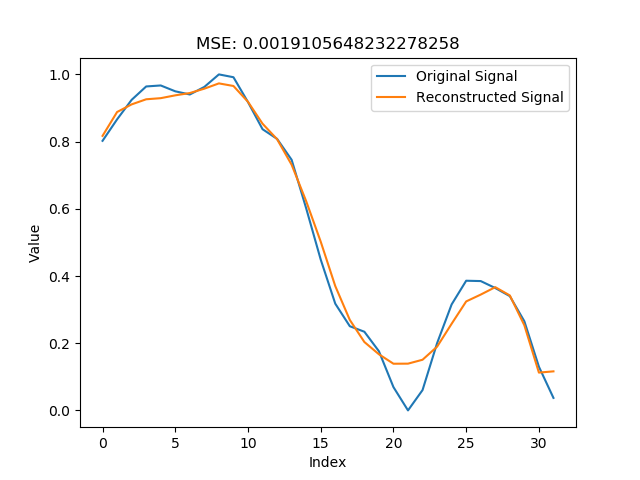 MSE: 0.0019105648232278258
Original Signal
Reconstructed Signal
1.0
0.8
0.6
0.4
0.2
0.0
Value
0 5 10 15 20 25 30
Index